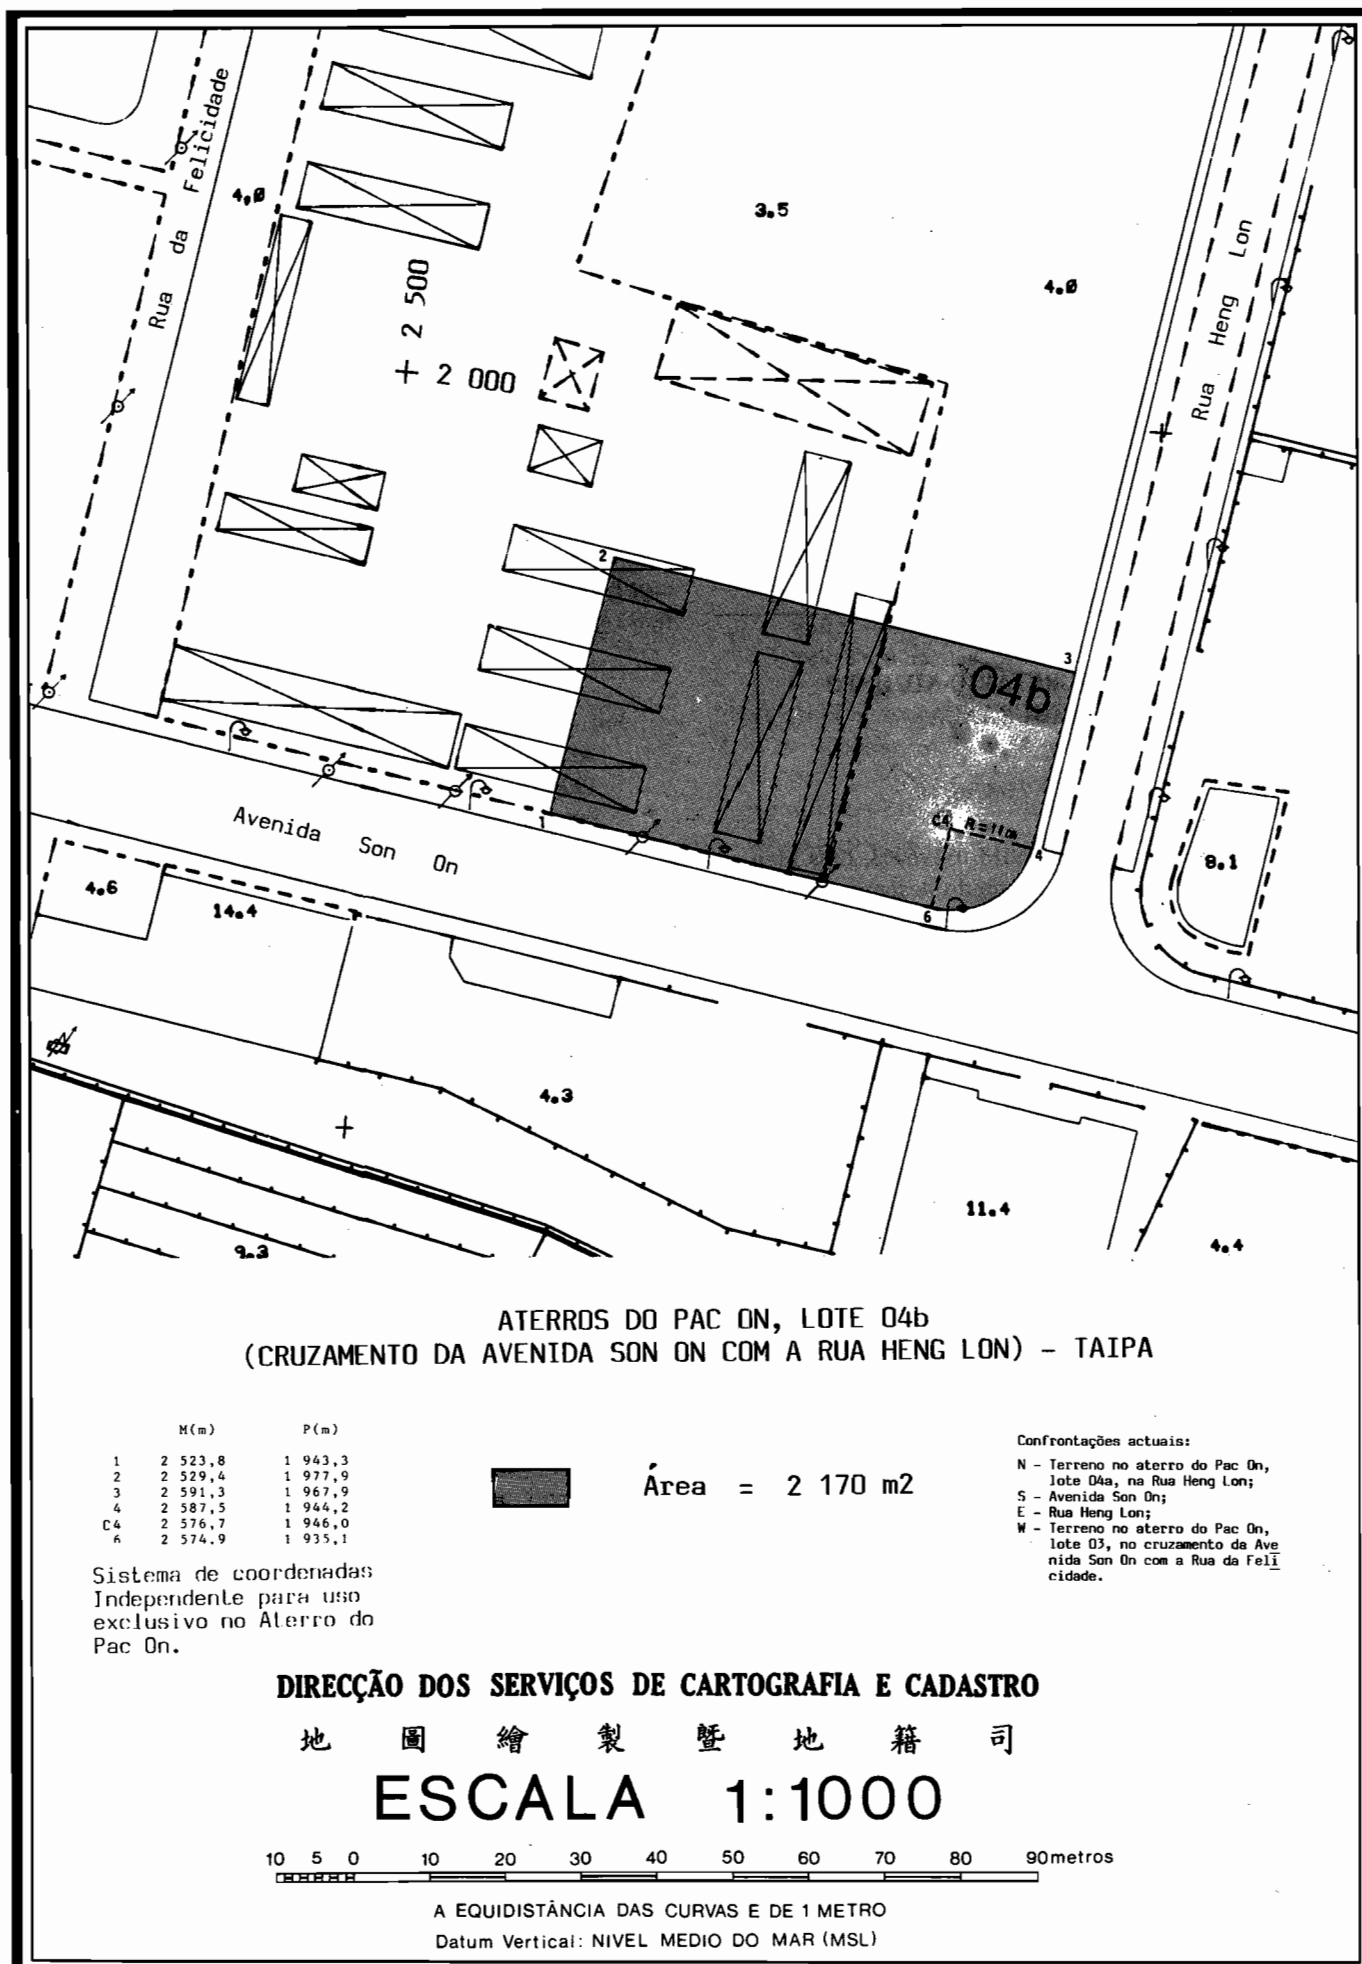 Rua da Felicidade
4,0
3.5
4.0
Rua Heng Lon
2 500
+ 2 000
2
3
04b
1
C4 R=11m
4
6
8.1
Avenida Son On
4.6
14.4
4.3
11.4
9.3
4.4
ATERROS DO PAC ON, LOTE 04b
(CRUZAMENTO DA AVENIDA SON ON COM A RUA HENG LON) - TAIPA
M(m) P(m)
1 2 523,8 1 943,3
2 2 529,4 1 977,9
3 2 591,3 1 967,9
4 2 587,5 1 944,2
C4 2 576,7 1 946,0
6 2 574.9 1 935,1
Sistema de coordenadas
Independente para uso
exclusivo no Aterro do
Pac On.
Área = 2 170 m2
Confrontações actuais:
N - Terreno no aterro do Pac On,
lote 04a, na Rua Heng Lon;
S - Avenida Son On;
E - Rua Heng Lon;
W - Terreno no aterro do Pac On,
lote 03, no cruzamento da Ave
nida Son On com a Rua da Feli
cidade.
DIRECÇÃO DOS SERVIÇOS DE CARTOGRAFIA E CADASTRO
地圖繪製暨地籍司
ESCALA 1:1000
10 5 0 10 20 30 40 50 60 70 80 90metros
A EQUIDISTÂNCIA DAS CURVAS E DE 1 METRO
Datum Vertical: NIVEL MEDIO DO MAR (MSL)